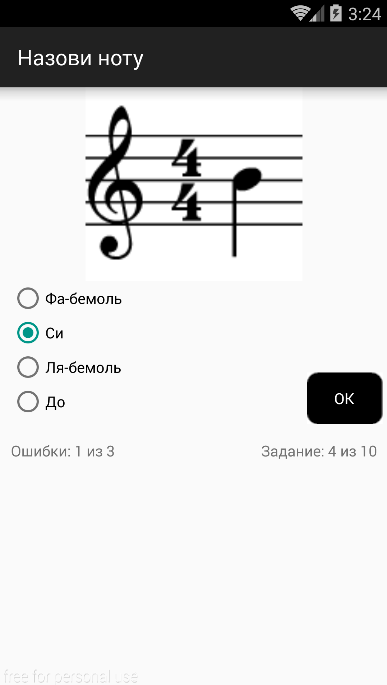 3:24
Назови ноту
4
4
Фа-бемоль
Си
Ля-бемоль
До
OK
Ошибки: 1 из 3
Задание: 4 из 10
free for personal use